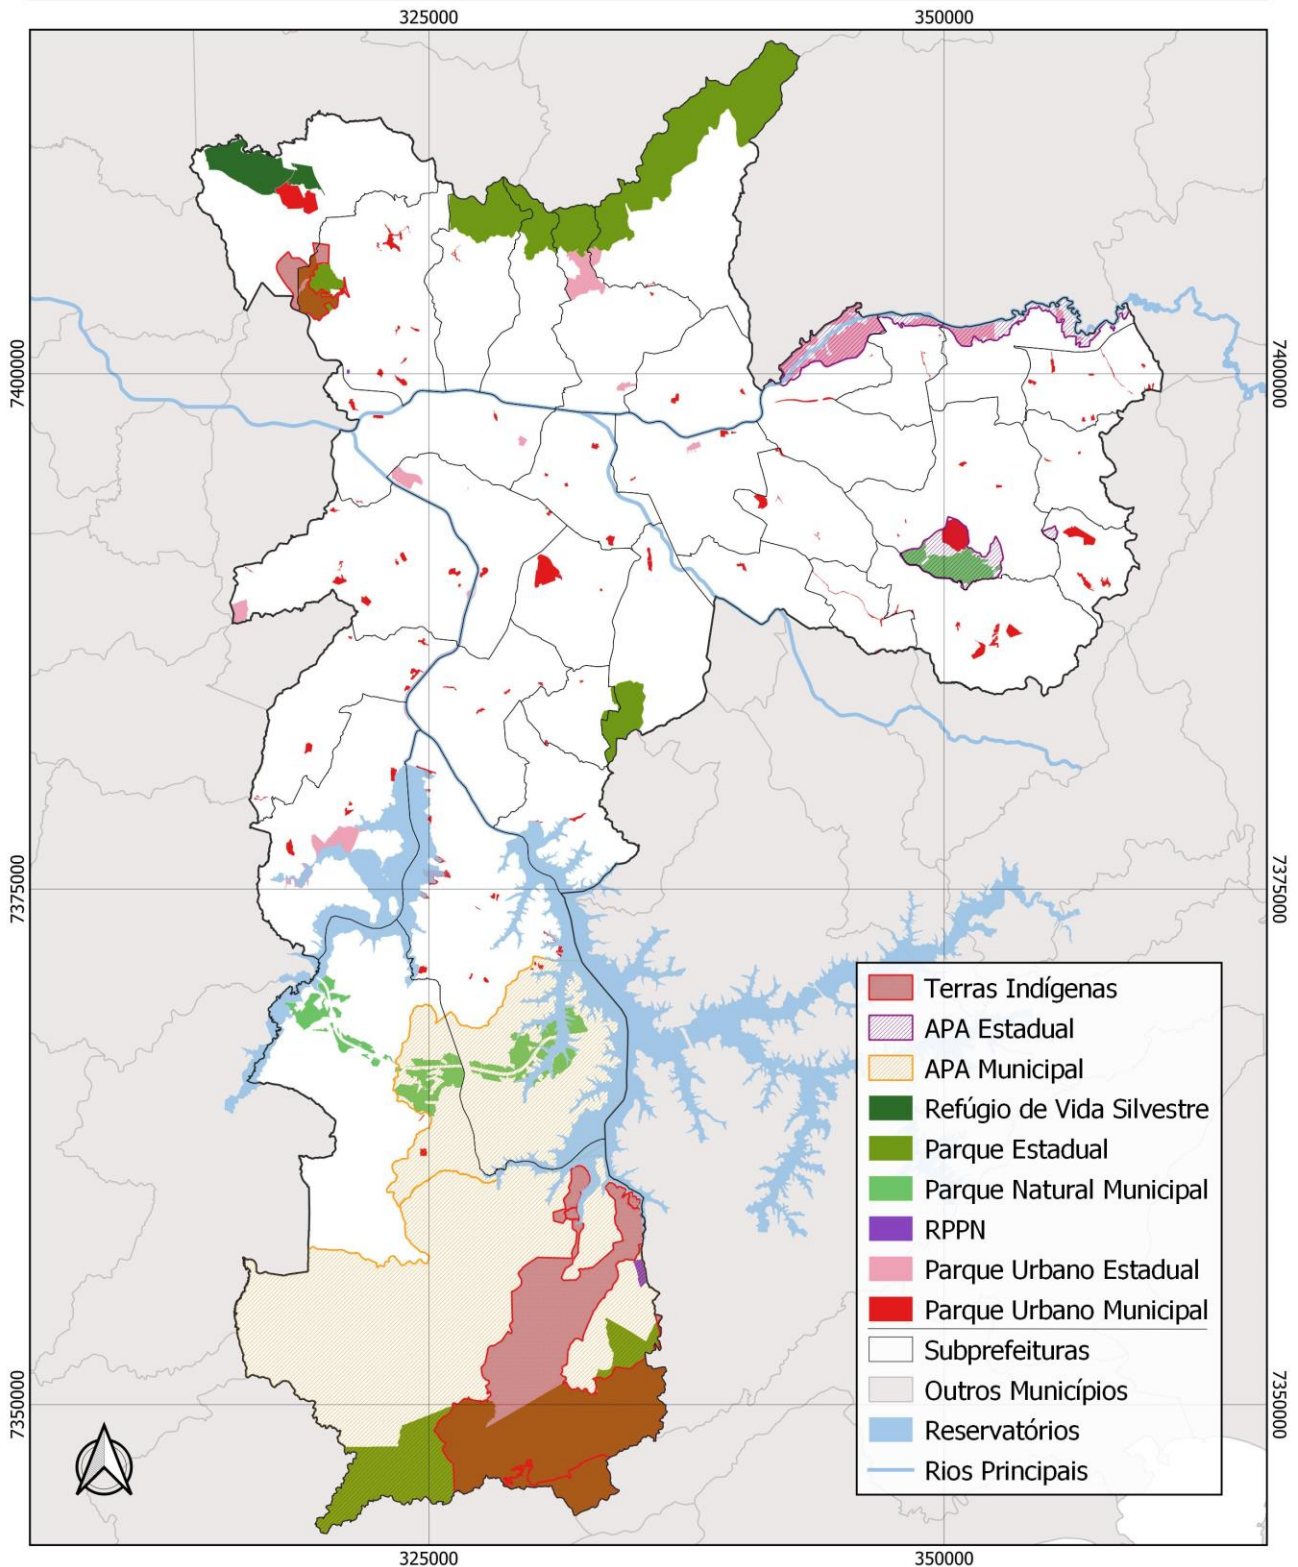 325000
350000
7400000
7400000
7375000
7375000
Terras Indígenas
APA Estadual
APA Municipal
Refúgio de Vida Silvestre
Parque Estadual
Parque Natural Municipal
RPPN
Parque Urbano Estadual
Parque Urbano Municipal
Subprefeituras
Outros Municípios
Reservatórios
Rios Principais
7350000
7350000
325000
350000